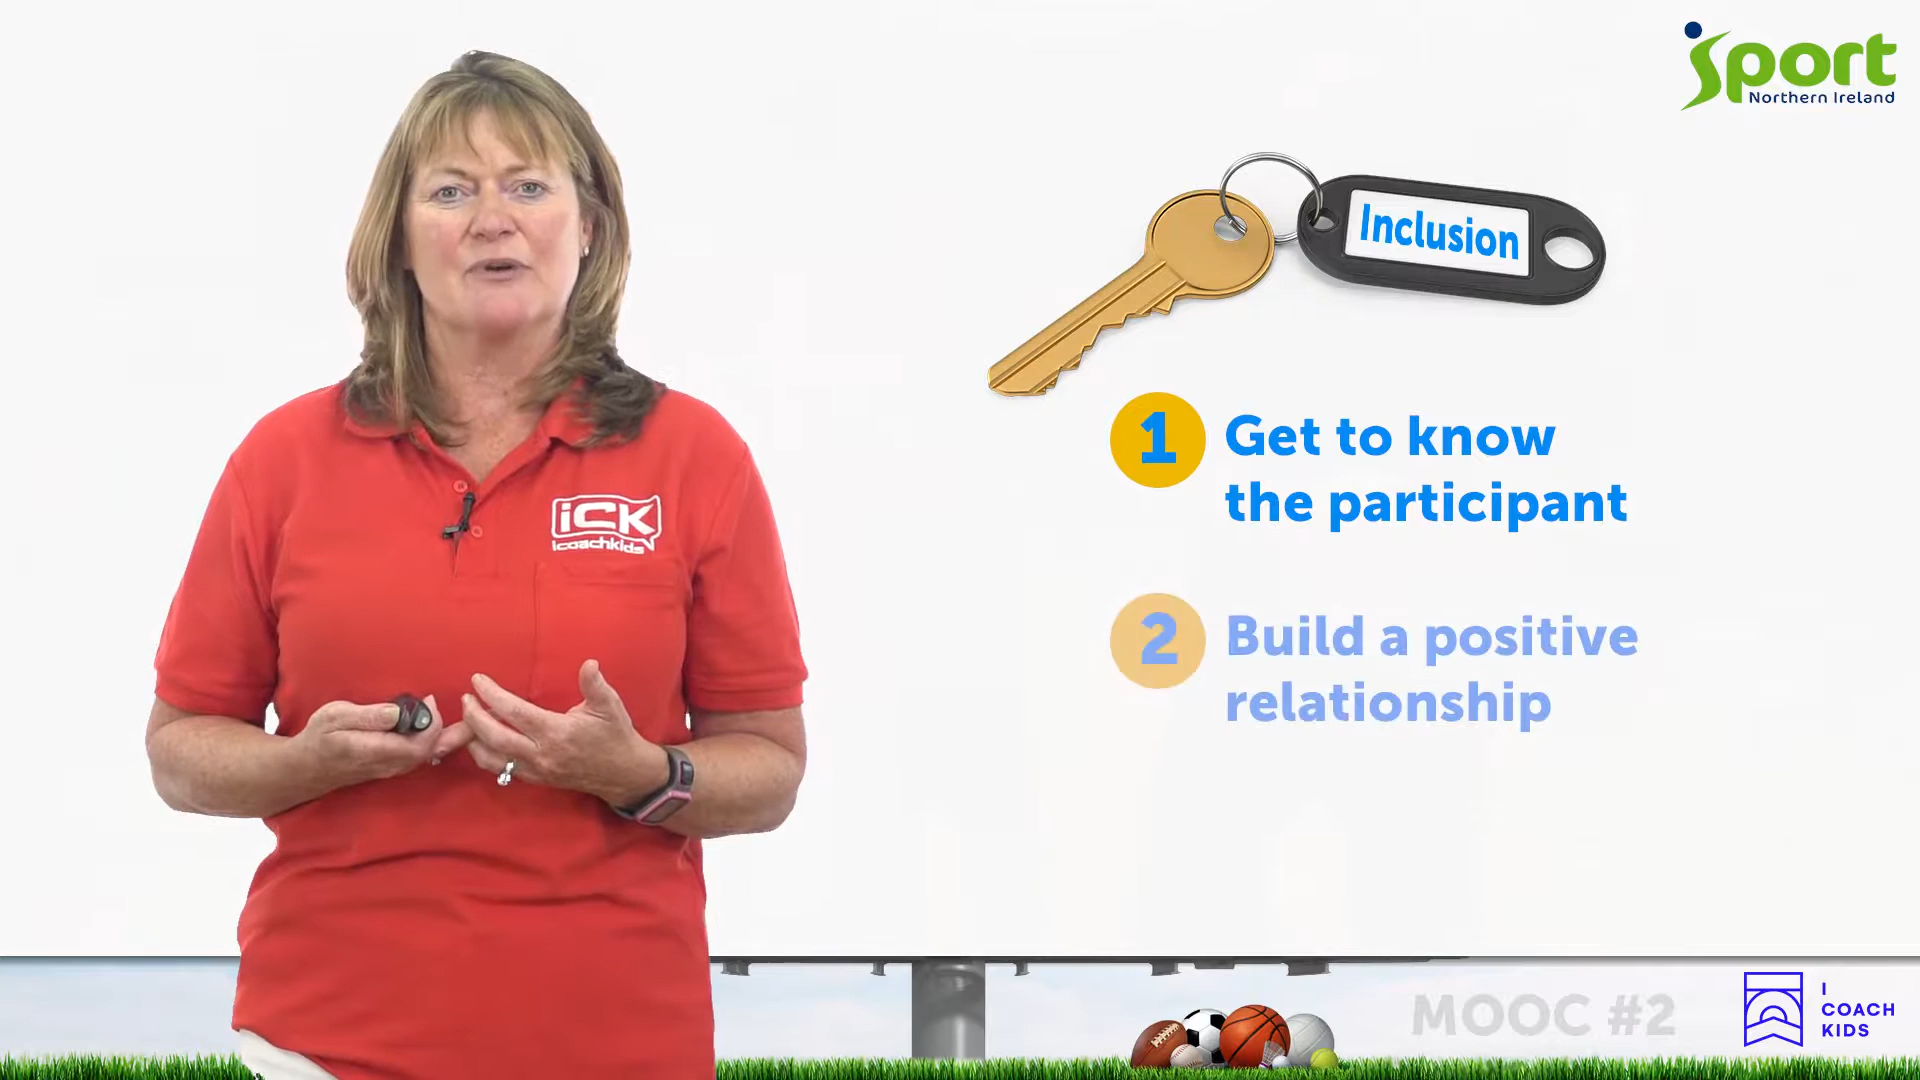 Sport
Northern Ireland
Inclusion
1 Get to know
the participant
2 Build a positive
relationship
iCK
icoachkids
MOOC #2
I
COACH
KIDS